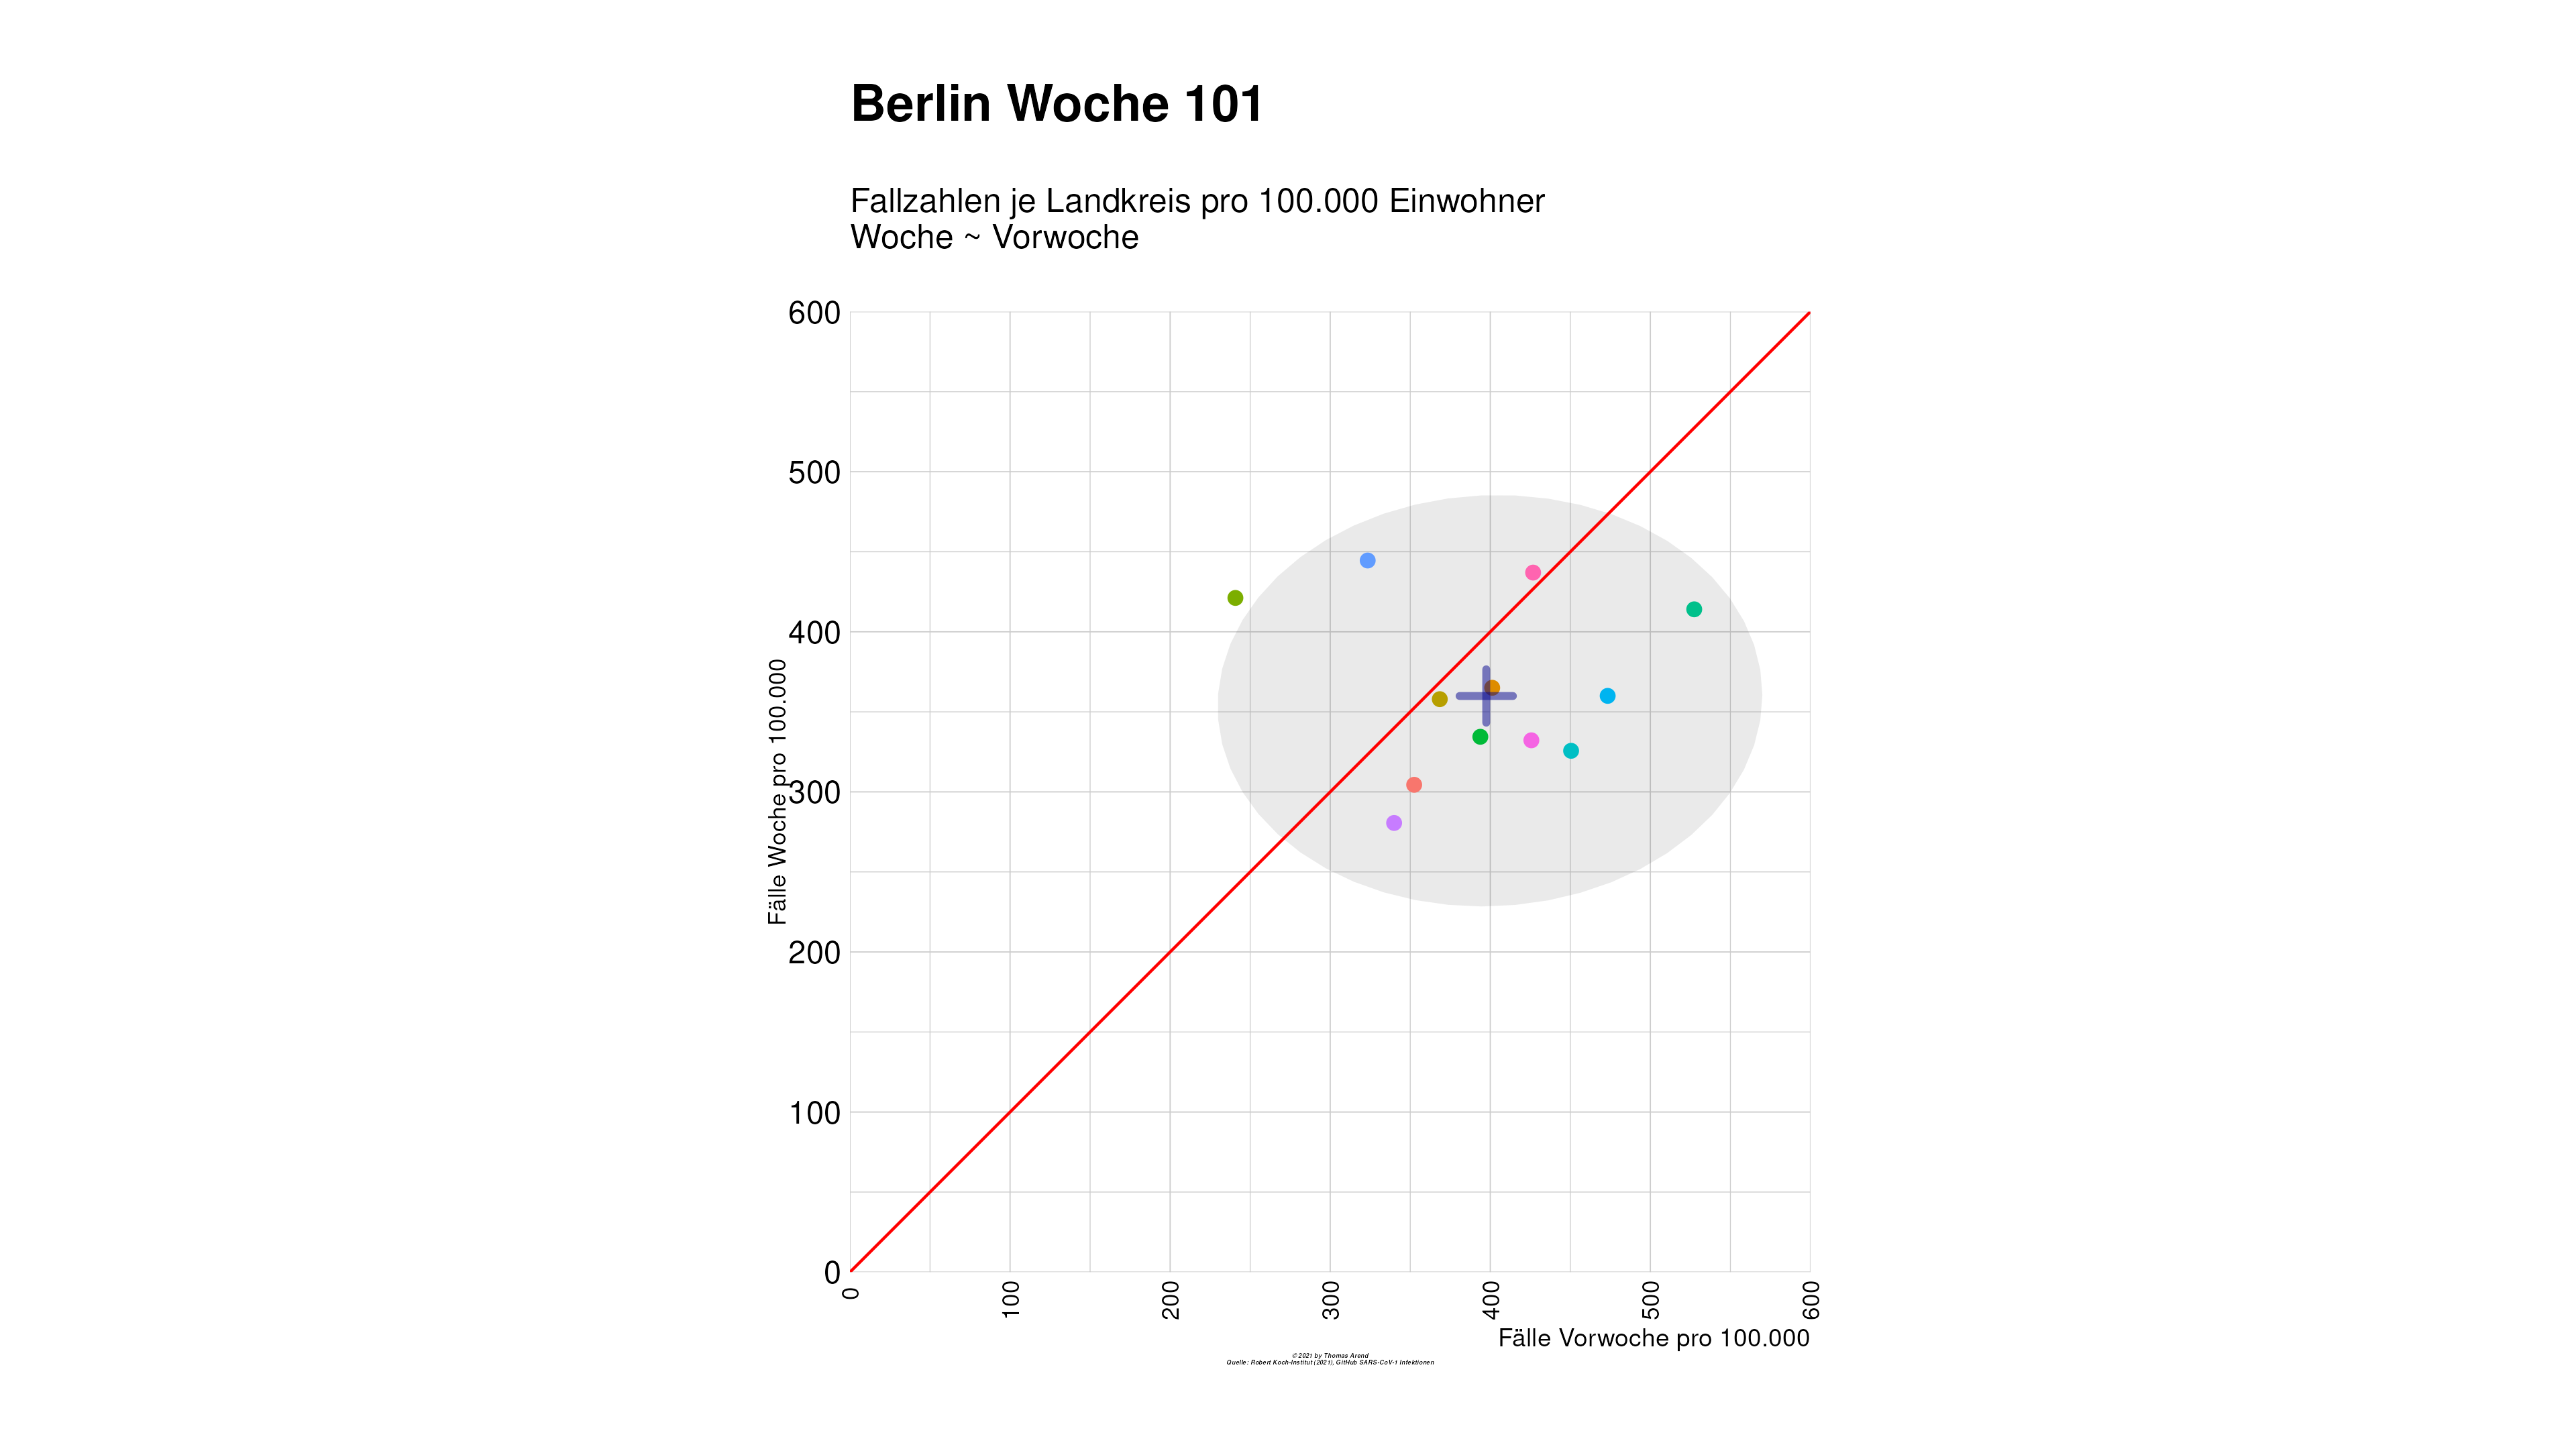 Berlin Woche 101
Fallzahlen je Landkreis pro 100.000 Einwohner
Woche ~ Vorwoche
600
500
400
300
200
100
0
Fälle Woche pro 100.000
0
100
200
300
400
500
600
Fälle Vorwoche pro 100.000
© 2021 by Thomas Arend
Quelle: Robert Koch-Institut (2021), GitHub SARS-CoV-1 Infektionen